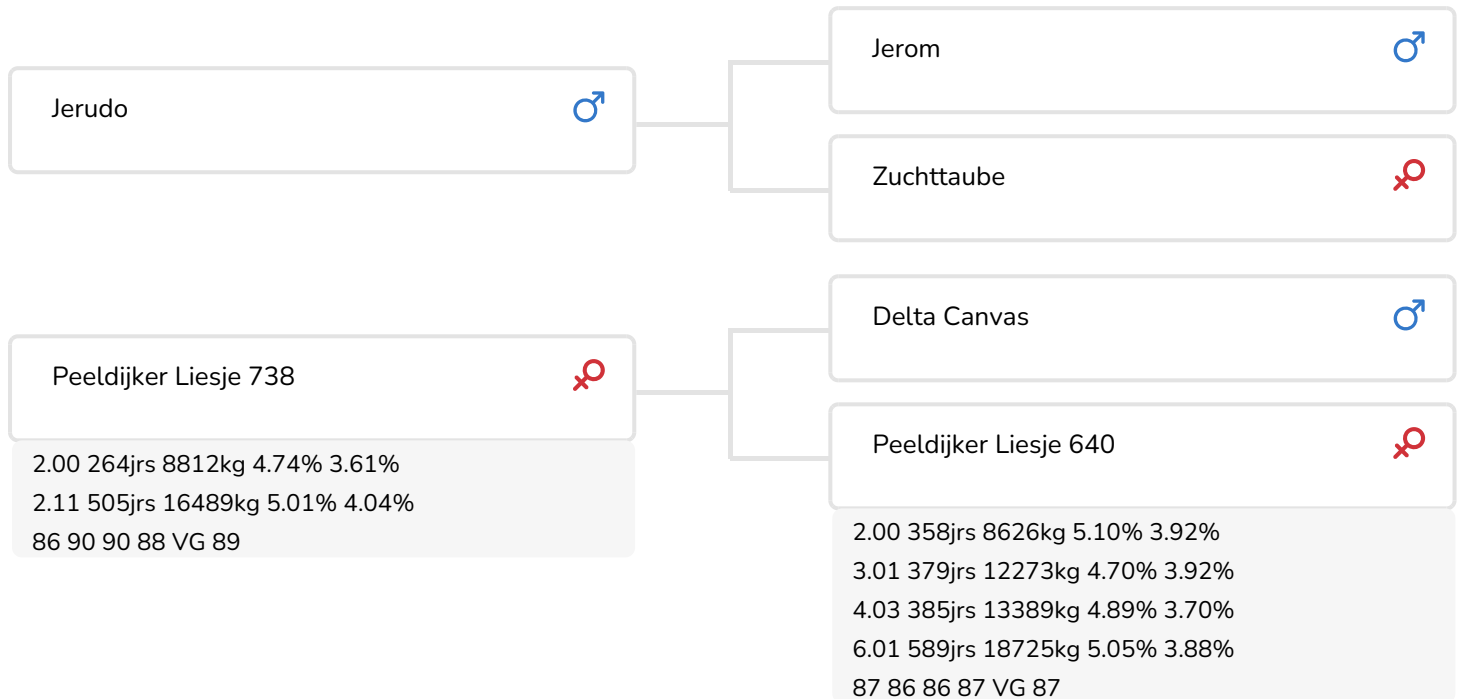 Jerudo
Jerom
Zuchttaube
Peeldijker Liesje 738
2.00 264jrs 8812kg 4.74% 3.61%
2.11 505jrs 16489kg 5.01% 4.04%
86 90 90 88 VG 89
Delta Canvas
Peeldijker Liesje 640
2.00 358jrs 8626kg 5.10% 3.92%
3.01 379jrs 12273kg 4.70% 3.92%
4.03 385jrs 13389kg 4.89% 3.70%
6.01 589jrs 18725kg 5.05% 3.88%
87 86 86 87 VG 87